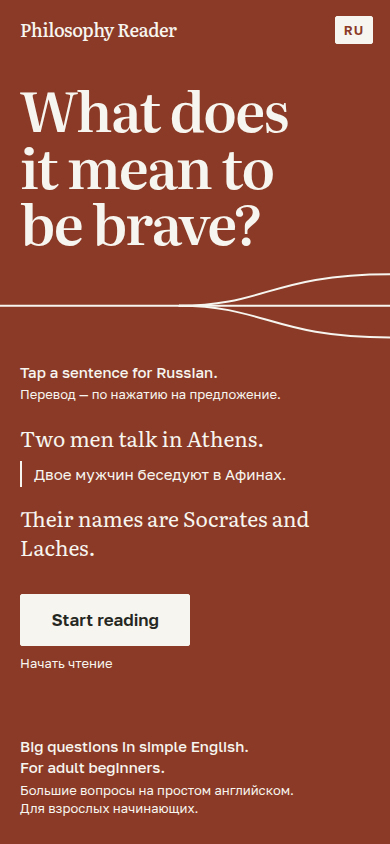 Philosophy Reader
RU
What does
it mean to
be brave?
Tap a sentence for Russian.
Перевод — по нажатию на предложение.
Two men talk in Athens.
Двое мужчин беседуют в Афинах.
Their names are Socrates and
Laches.
Start reading
Начать чтение
Big questions in simple English.
For adult beginners.
Большие вопросы на простом английском.
Для взрослых начинающих.